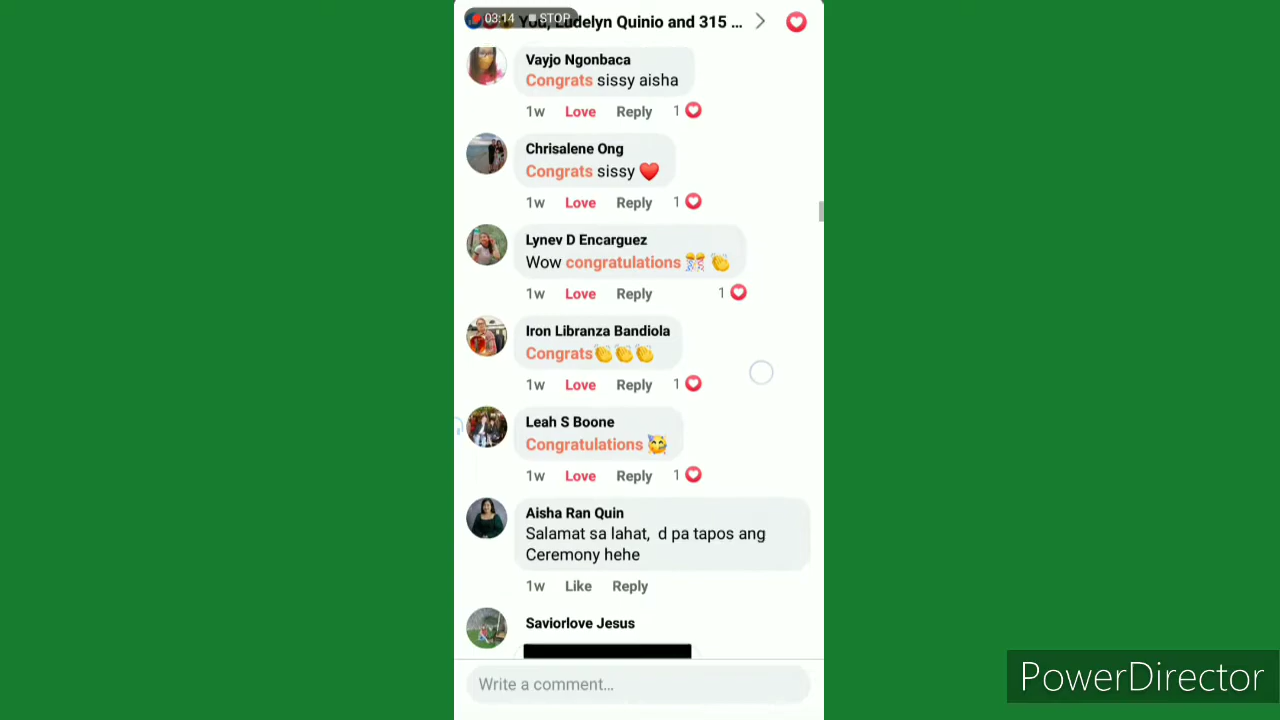 03:14 STOP
You, Ludelyn Quinio and 315 ...
Vayjo Ngonbaca
Congrats sissy aisha
1w Love Reply 1
Chrisalene Ong
Congrats sissy ❤️
1w Love Reply 1
Lynev D Encarguez
Wow congratulations 🎊 👏
1w Love Reply 1
Iron Libranza Bandiola
Congrats👏👏👏
1w Love Reply 1
Leah S Boone
Congratulations 🥳
1w Love Reply 1
Aisha Ran Quin
Salamat sa lahat, d pa tapos ang
Ceremony hehe
1w Like Reply
Saviorlove Jesus
Write a comment...
PowerDirector